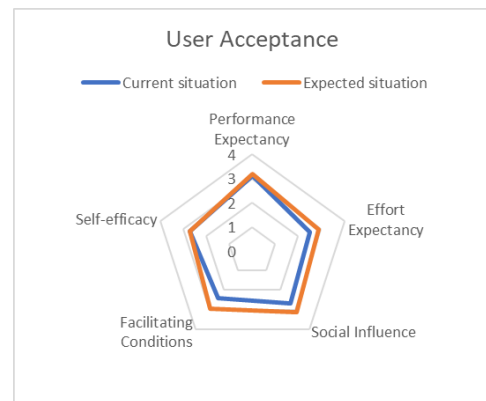 User Acceptance
Current situation Expected situation
Performance
Expectancy
4
3
2
1
0
Self-efficacy
Effort
Expectancy
Facilitating
Conditions
Social Influence